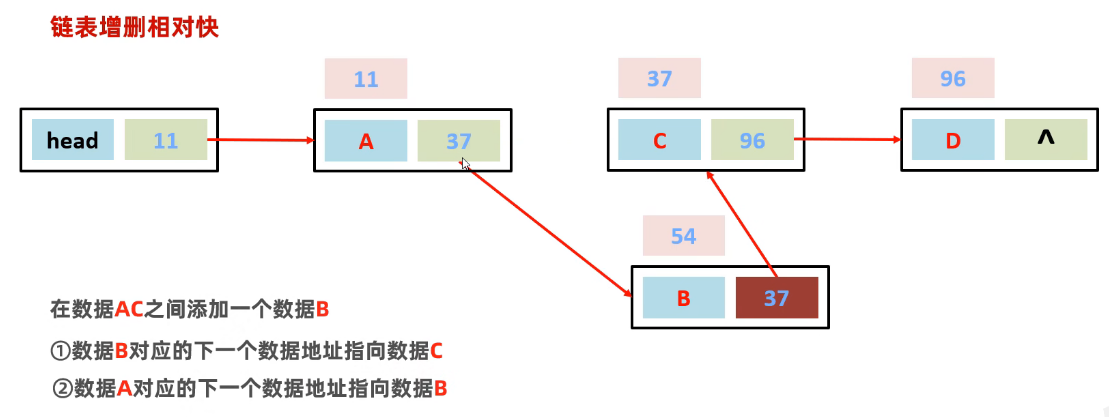 链表增删相对快
11 37 96
head 11 A 37 C 96 D ^
54
B 37
在数据AC之间添加一个数据B
①数据B对应的下一个数据地址指向数据C
②数据A对应的下一个数据地址指向数据B